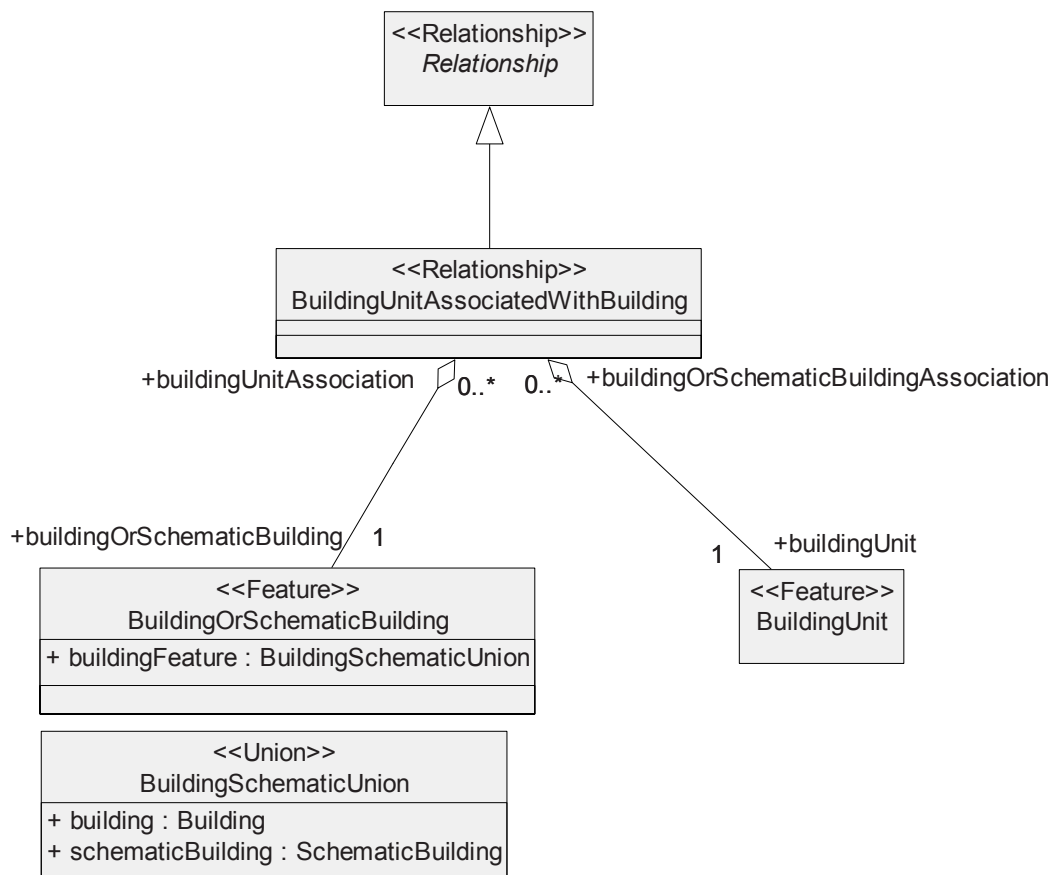 <<Relationship>>
Relationship
<<Relationship>>
BuildingUnitAssociatedWithBuilding
+buildingUnitAssociation
0..*
0..*
+buildingOrSchematicBuildingAssociation
+buildingOrSchematicBuilding
1
1
+buildingUnit
<<Feature>>
BuildingOrSchematicBuilding
+ buildingFeature : BuildingSchematicUnion
<<Feature>>
BuildingUnit
<<Union>>
BuildingSchematicUnion
+ building : Building
+ schematicBuilding : SchematicBuilding